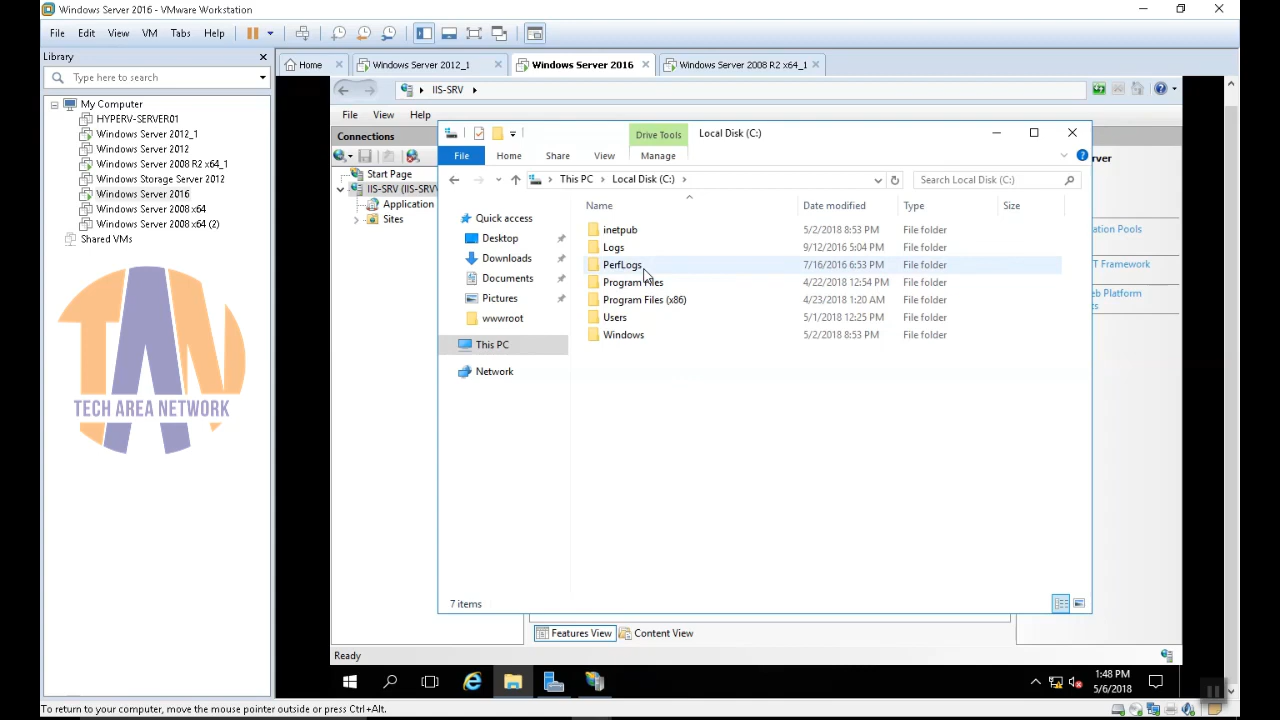 Windows Server 2016 - VMware Workstation
File Edit View VM Tabs Help
Library
Type here to search
My Computer
HYPERV-SERVER01
Windows Server 2012_1
Windows Server 2012
Windows Server 2008 R2 x64_1
Windows Storage Server 2012
Windows Server 2016
Windows Server 2008 x64
Windows Server 2008 x64 (2)
Shared VMs
TAN
TECH AREA NETWORK
Home Windows Server 2012_1 Windows Server 2016 Windows Server 2008 R2 x64_1
IIS-SRV
File View Help
Connections
Start Page
IIS-SRV (IIS-SRV\
Application
Sites
Drive Tools Local Disk (C:)
File Home Share View Manage
This PC Local Disk (C:) Search Local Disk (C:)
Quick access
Desktop
Downloads
Documents
Pictures
wwwroot
This PC
Network
Name Date modified Type Size
inetpub 5/2/2018 8:53 PM File folder
Logs 9/12/2016 5:04 PM File folder
PerfLogs 7/16/2016 6:53 PM File folder
Program Files 4/22/2018 12:54 PM File folder
Program Files (x86) 4/23/2018 1:20 AM File folder
Users 5/1/2018 12:25 PM File folder
Windows 5/2/2018 8:53 PM File folder
7 items
erver
ation Pools
T Framework
eb Platform
ents
Features View Content View
Ready
1:48 PM
5/6/2018
To return to your computer, move the mouse pointer outside or press Ctrl+Alt.